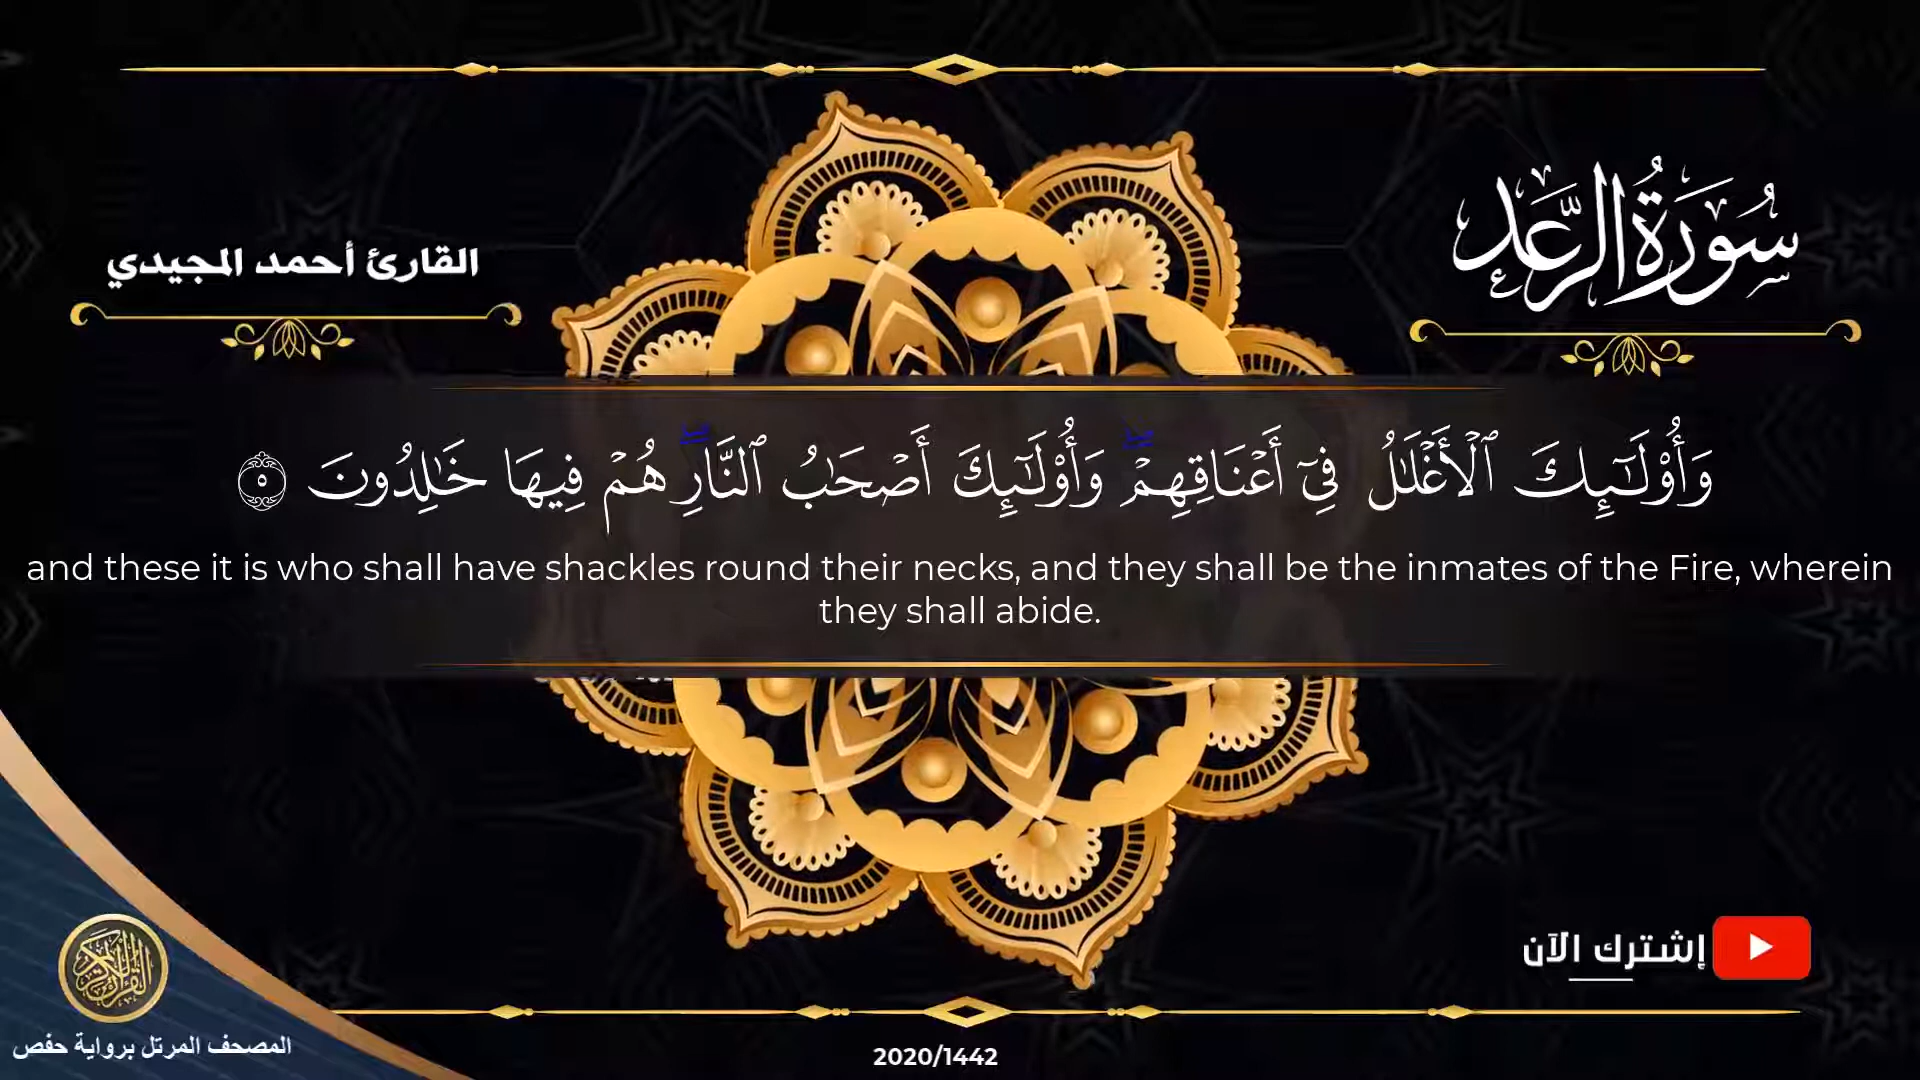 سُورَةُ الرَّعۡدِ
القارئ أحمد المجيدي
وَأُوْلَٰٓئِكَ ٱلۡأَغۡلَٰلُ فِيٓ أَعۡنَاقِهِمۡۖ وَأُوْلَٰٓئِكَ أَصۡحَٰبُ ٱلنَّارِۖ هُمۡ فِيهَا خَٰلِدُونَ ٥
and these it is who shall have shackles round their necks, and they shall be the inmates of the Fire, wherein
they shall abide.
إشترك الآن
القرآن الكريم
المصحف المرتل برواية حفص
2020/1442